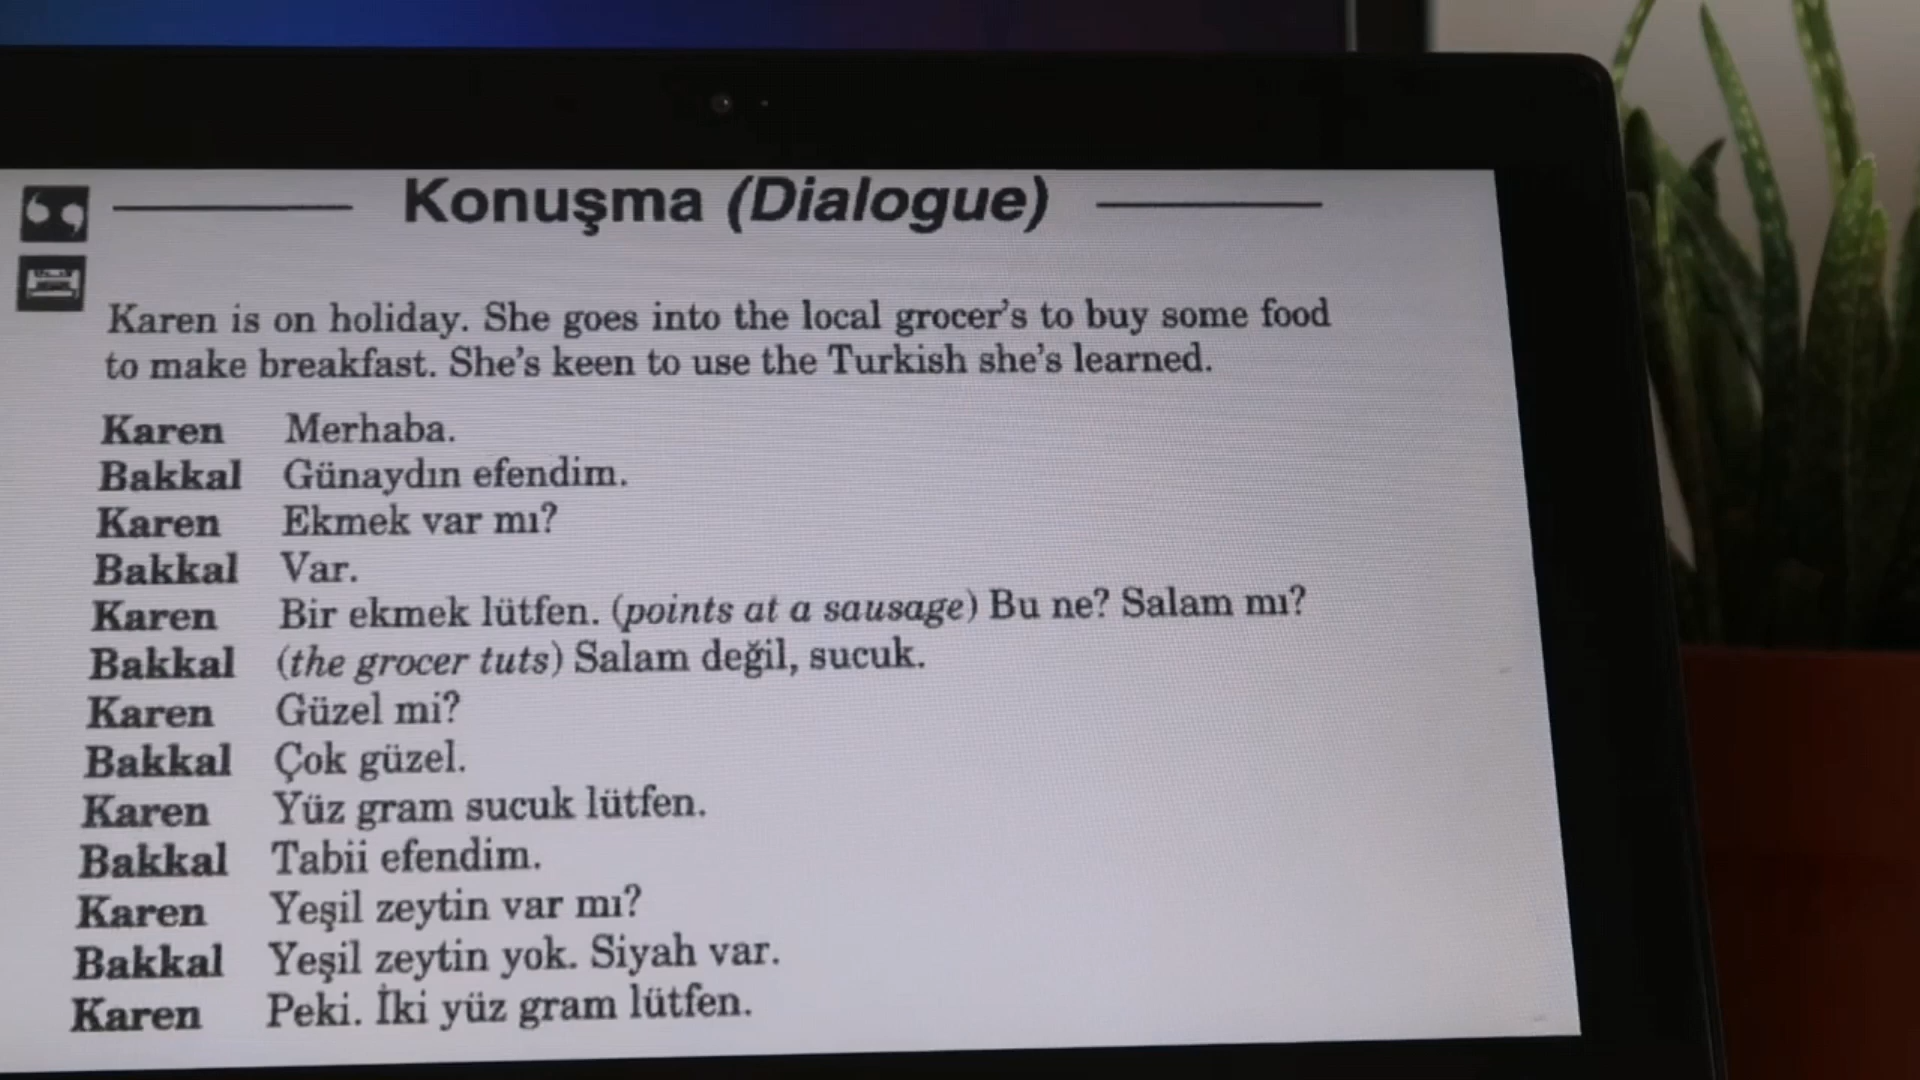 Konuşma (Dialogue)
Karen is on holiday. She goes into the local grocer's to buy some food
to make breakfast. She's keen to use the Turkish she's learned.
Karen Merhaba.
Bakkal Günaydın efendim.
Karen Ekmek var mı?
Bakkal Var.
Karen Bir ekmek lütfen. (points at a sausage) Bu ne? Salam mı?
Bakkal (the grocer tuts) Salam değil, sucuk.
Karen Güzel mi?
Bakkal Çok güzel.
Karen Yüz gram sucuk lütfen.
Bakkal Tabii efendim.
Karen Yeşil zeytin var mı?
Bakkal Yeşil zeytin yok. Siyah var.
Karen Peki. İki yüz gram lütfen.